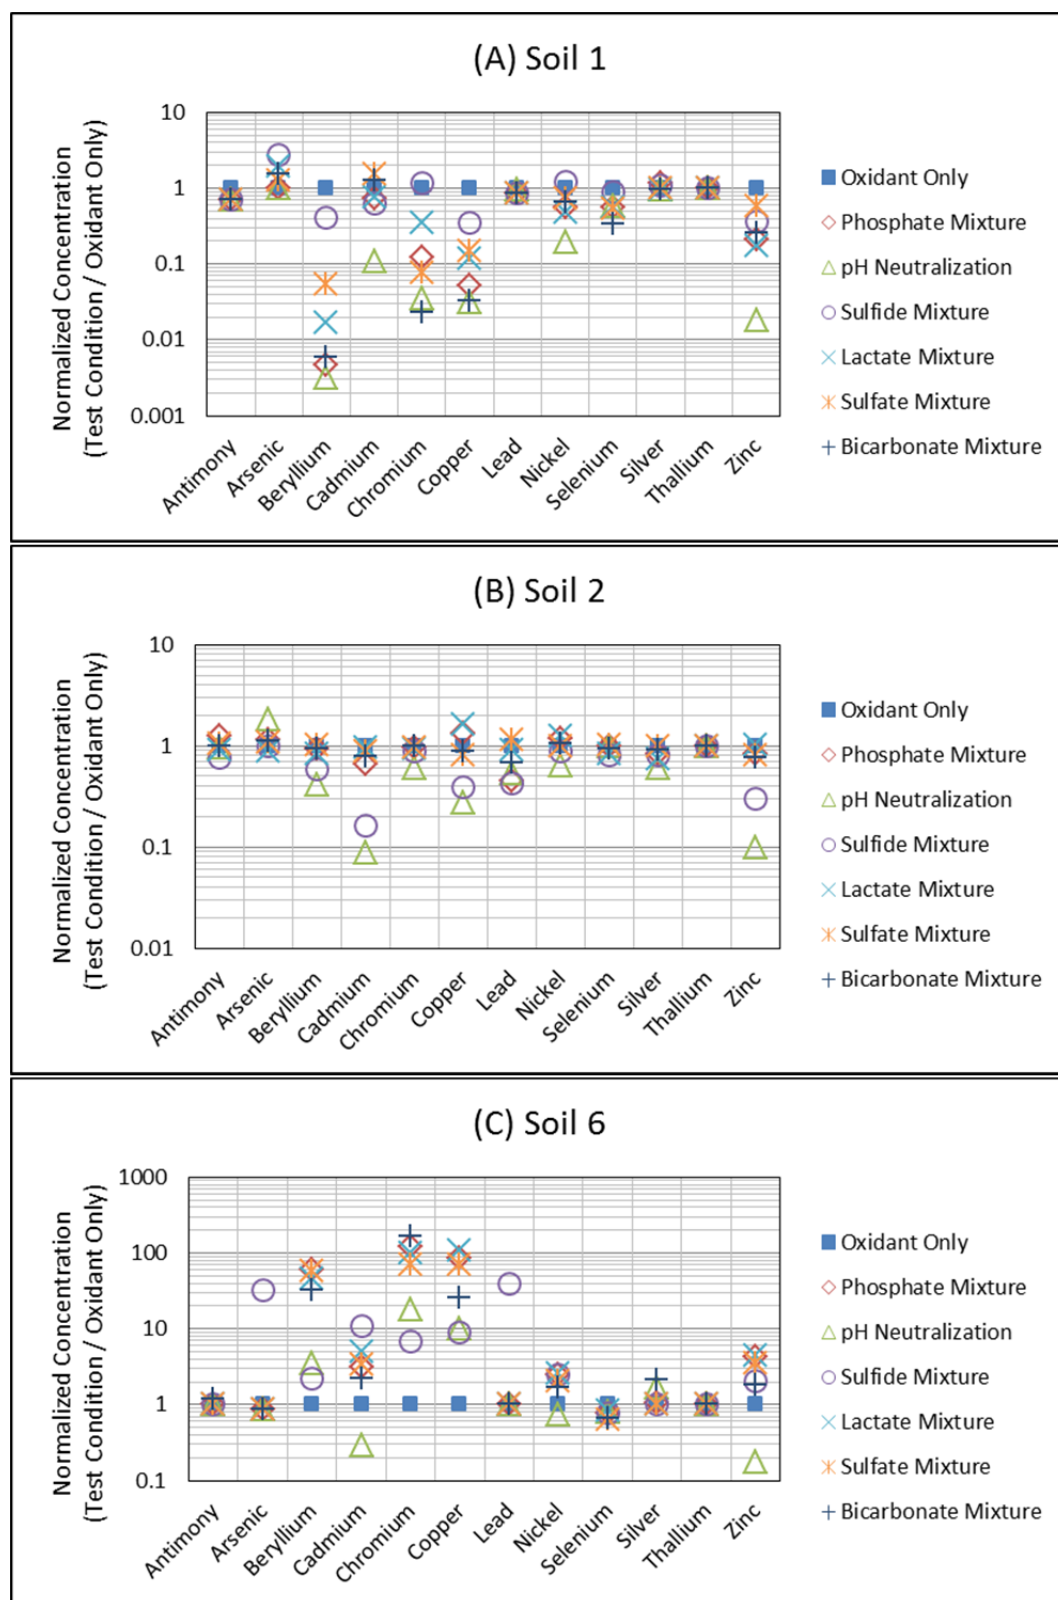 (A) Soil 1
Normalized Concentration
(Test Condition / Oxidant Only)
10
1
0.1
0.01
0.001
Antimony
Arsenic
Beryllium
Cadmium
Chromium
Copper
Lead
Nickel
Selenium
Silver
Thallium
Zinc
Oxidant Only
Phosphate Mixture
pH Neutralization
Sulfide Mixture
Lactate Mixture
Sulfate Mixture
Bicarbonate Mixture
(B) Soil 2
Normalized Concentration
(Test Condition / Oxidant Only)
10
1
0.1
0.01
Antimony
Arsenic
Beryllium
Cadmium
Chromium
Copper
Lead
Nickel
Selenium
Silver
Thallium
Zinc
Oxidant Only
Phosphate Mixture
pH Neutralization
Sulfide Mixture
Lactate Mixture
Sulfate Mixture
Bicarbonate Mixture
(C) Soil 6
Normalized Concentration
(Test Condition / Oxidant Only)
1000
100
10
1
0.1
Antimony
Arsenic
Beryllium
Cadmium
Chromium
Copper
Lead
Nickel
Selenium
Silver
Thallium
Zinc
Oxidant Only
Phosphate Mixture
pH Neutralization
Sulfide Mixture
Lactate Mixture
Sulfate Mixture
Bicarbonate Mixture